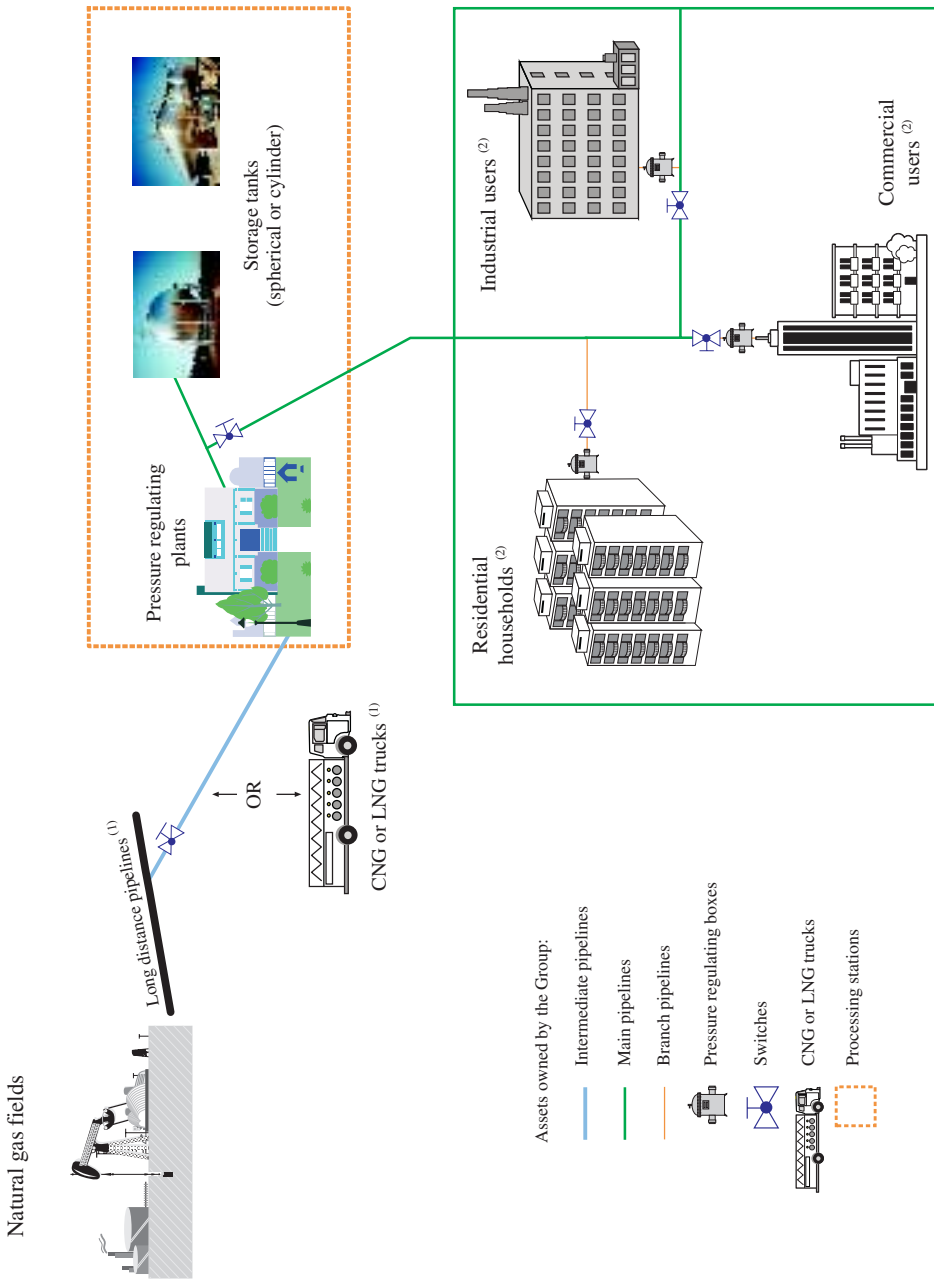 Natural gas fields
Long distance pipelines (1)
OR
CNG or LNG trucks (1)
Pressure regulating
plants
Storage tanks
(spherical or cylinder)
Residential
households (2)
Industrial users (2)
Commercial
users (2)
Assets owned by the Group:
Intermediate pipelines
Main pipelines
Branch pipelines
Pressure regulating boxes
Switches
CNG or LNG trucks
Processing stations